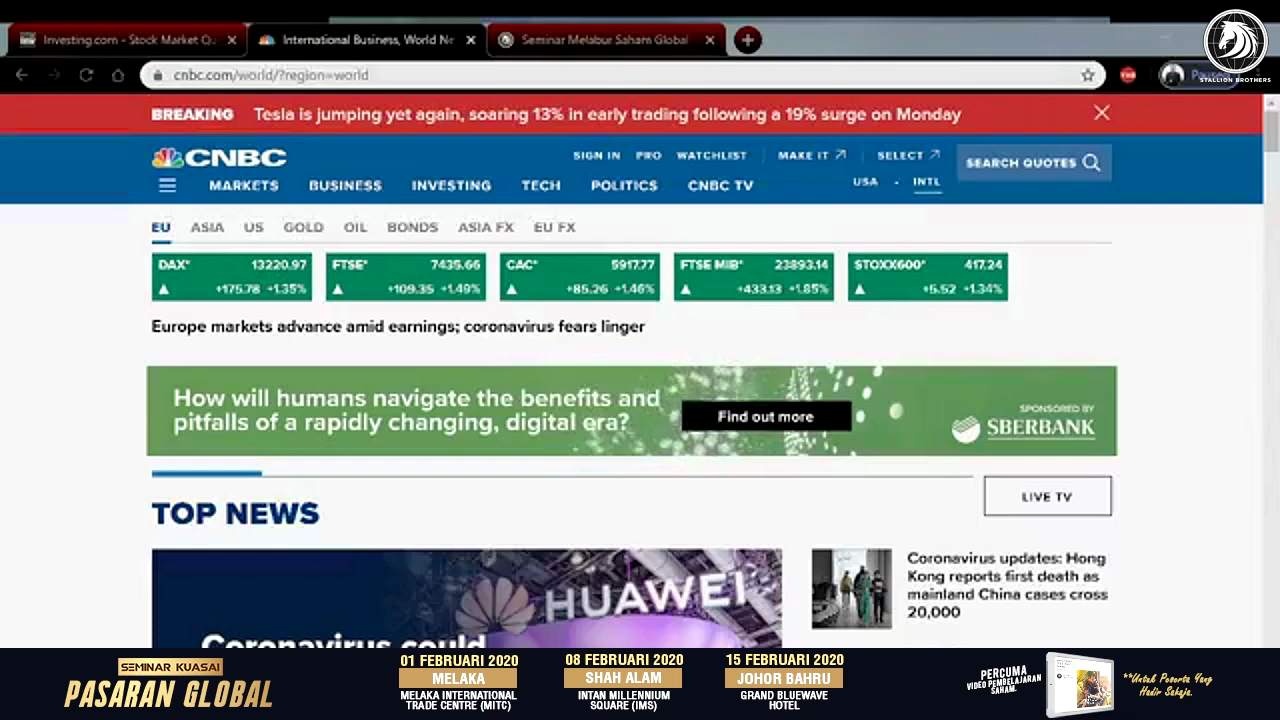 Investing.com - Stock Market Q
International Business, World Ne
Seminar Melabur Saham Global
STALLION BROTHERS
cnbc.com/world/?region=world
Paused
BREAKING Tesla is jumping yet again, soaring 13% in early trading following a 19% surge on Monday
CNBC
SIGN IN PRO WATCHLIST MAKE IT SELECT
SEARCH QUOTES
USA - INTL
MARKETS BUSINESS INVESTING TECH POLITICS CNBC TV
EU ASIA US GOLD OIL BONDS ASIA FX EU FX
DAX* 13220.97
+175.78 +1.35%
FTSE* 7435.66
+109.35 +1.49%
CAC* 5917.77
+85.26 +1.46%
FTSE MIB* 23893.14
+433.13 +1.85%
STOXX600* 417.24
+5.52 +1.34%
Europe markets advance amid earnings; coronavirus fears linger
How will humans navigate the benefits and
pitfalls of a rapidly changing, digital era?
Find out more
SPONSORED BY
SBERBANK
LIVE TV
TOP NEWS
HUAWEI
Coronavirus could
Coronavirus updates: Hong
Kong reports first death as
mainland China cases cross
20,000
SEMINAR KUASAI
PASARAN GLOBAL
01 FEBRUARI 2020
MELAKA
MELAKA INTERNATIONAL
TRADE CENTRE (MITC)
08 FEBRUARI 2020
SHAH ALAM
INTAN MILLENNIUM
SQUARE (IMS)
15 FEBRUARI 2020
JOHOR BAHRU
GRAND BLUEWAVE
HOTEL
PERCUMA
VIDEO PEMBELAJARAN
SAHAM.
**Untuk Peserta Yang
Hadir Sahaja.